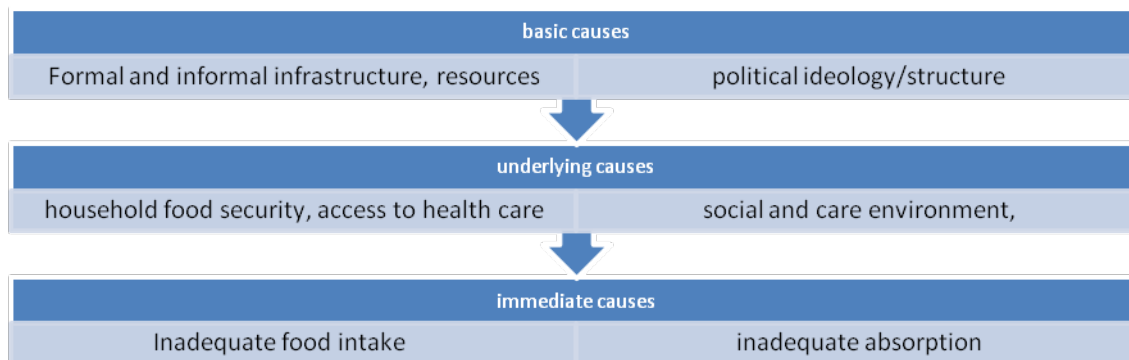 basic causes
Formal and informal infrastructure, resources
political ideology/structure
underlying causes
household food security, access to health care
social and care environment,
immediate causes
Inadequate food intake
inadequate absorption